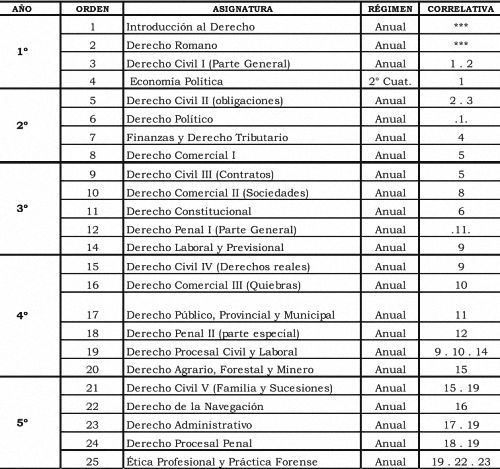 AÑO ORDEN ASIGNATURA RÉGIMEN CORRELATIVA
1º
1 Introducción al Derecho Anual ***
2 Derecho Romano Anual ***
3 Derecho Civil I (Parte General) Anual 1 . 2
4 Economía Política 2º Cuat. 1
2º
5 Derecho Civil II (obligaciones) Anual 2 . 3
6 Derecho Político Anual .1.
7 Finanzas y Derecho Tributario Anual 4
8 Derecho Comercial I Anual 5
3º
9 Derecho Civil III (Contratos) Anual 5
10 Derecho Comercial II (Sociedades) Anual 8
11 Derecho Constitucional Anual 6
12 Derecho Penal I (Parte General) Anual .11.
14 Derecho Laboral y Previsional Anual 9
4º
15 Derecho Civil IV (Derechos reales) Anual 9
16 Derecho Comercial III (Quiebras) Anual 10
17 Derecho Público, Provincial y Municipal Anual 11
18 Derecho Penal II (parte especial) Anual 12
19 Derecho Procesal Civil y Laboral Anual 9 . 10 . 14
20 Derecho Agrario, Forestal y Minero Anual 15
5º
21 Derecho Civil V (Familia y Sucesiones) Anual 15 . 19
22 Derecho de la Navegación Anual 16
23 Derecho Administrativo Anual 17 . 19
24 Derecho Procesal Penal Anual 18 . 19
25 Ética Profesional y Práctica Forense Anual 19 . 22 . 23